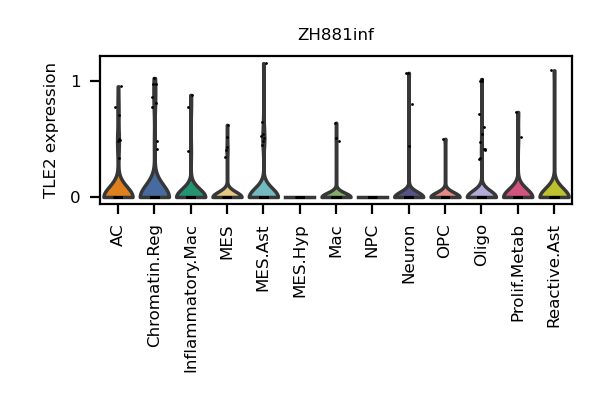 ZH881inf
TLE2 expression
1
0
AC
Chromatin.Reg
Inflammatory.Mac
MES
MES.Ast
MES.Hyp
Mac
NPC
Neuron
OPC
Oligo
Prolif.Metab
Reactive.Ast